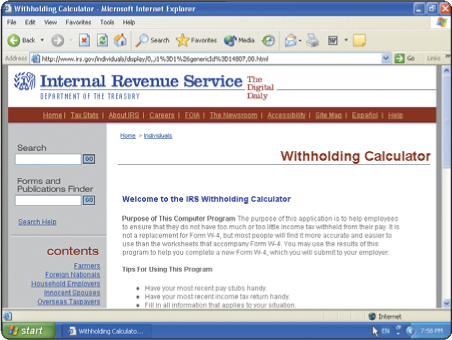 Withholding Calculator - Microsoft Internet Explorer
File Edit View Favorites Tools Help
Back Search Favorites Media
Address http://www.irs.gov/individuals/display/0,,i1%3D1%26genericId%3D14807,00.html Go Links
Internal Revenue Service The Digital Daily
DEPARTMENT OF THE TREASURY
Home | Tax Stats | About IRS | Careers | FOIA | The Newsroom | Accessibility | Site Map | Español | Help
Home > Individuals
Withholding Calculator
Search
GO
Forms and
Publications Finder
GO
Search Help
contents
Farmers
Foreign Nationals
Household Employers
Innocent Spouses
Overseas Taxpayers
Welcome to the IRS Withholding Calculator
Purpose of This Computer Program The purpose of this application is to help employees
to ensure that they do not have too much or too little income tax withheld from their pay. It is
not a replacement for Form W-4, but most people will find it more accurate and easier to
use than the worksheets that accompany Form W-4. You may use the results of this
program to help you complete a new Form W-4, which you will submit to your employer.
Tips For Using This Program
Have your most recent pay stubs handy.
Have your most recent income tax return handy.
Fill in all information that applies to your situation.
Internet
start Withholding Calculato... EN 7:56 PM